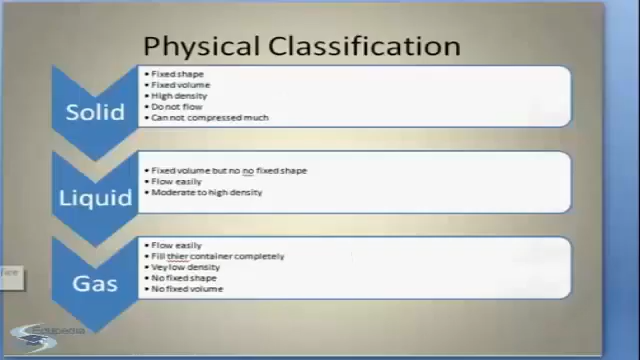 Physical Classification
Solid
• Fixed shape
• Fixed volume
• High density
• Do not flow
• Can not compressed much
Liquid
• Fixed volume but no no fixed shape
• Flow easily
• Moderate to high density
Gas
• Flow easily
• Fill thier container completely
• Vey low density
• No fixed shape
• No fixed volume
Edupedia